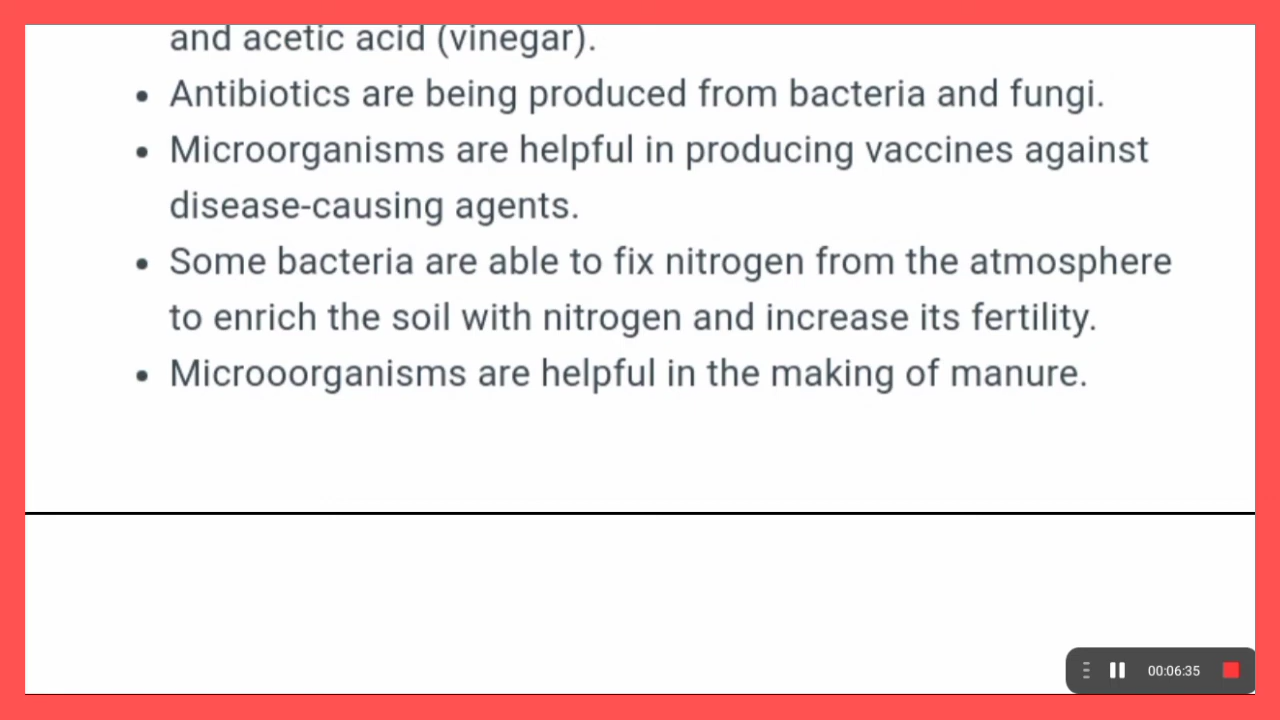 and acetic acid (vinegar).
• Antibiotics are being produced from bacteria and fungi.
• Microorganisms are helpful in producing vaccines against
disease-causing agents.
• Some bacteria are able to fix nitrogen from the atmosphere
to enrich the soil with nitrogen and increase its fertility.
• Microoorganisms are helpful in the making of manure.
00:06:35